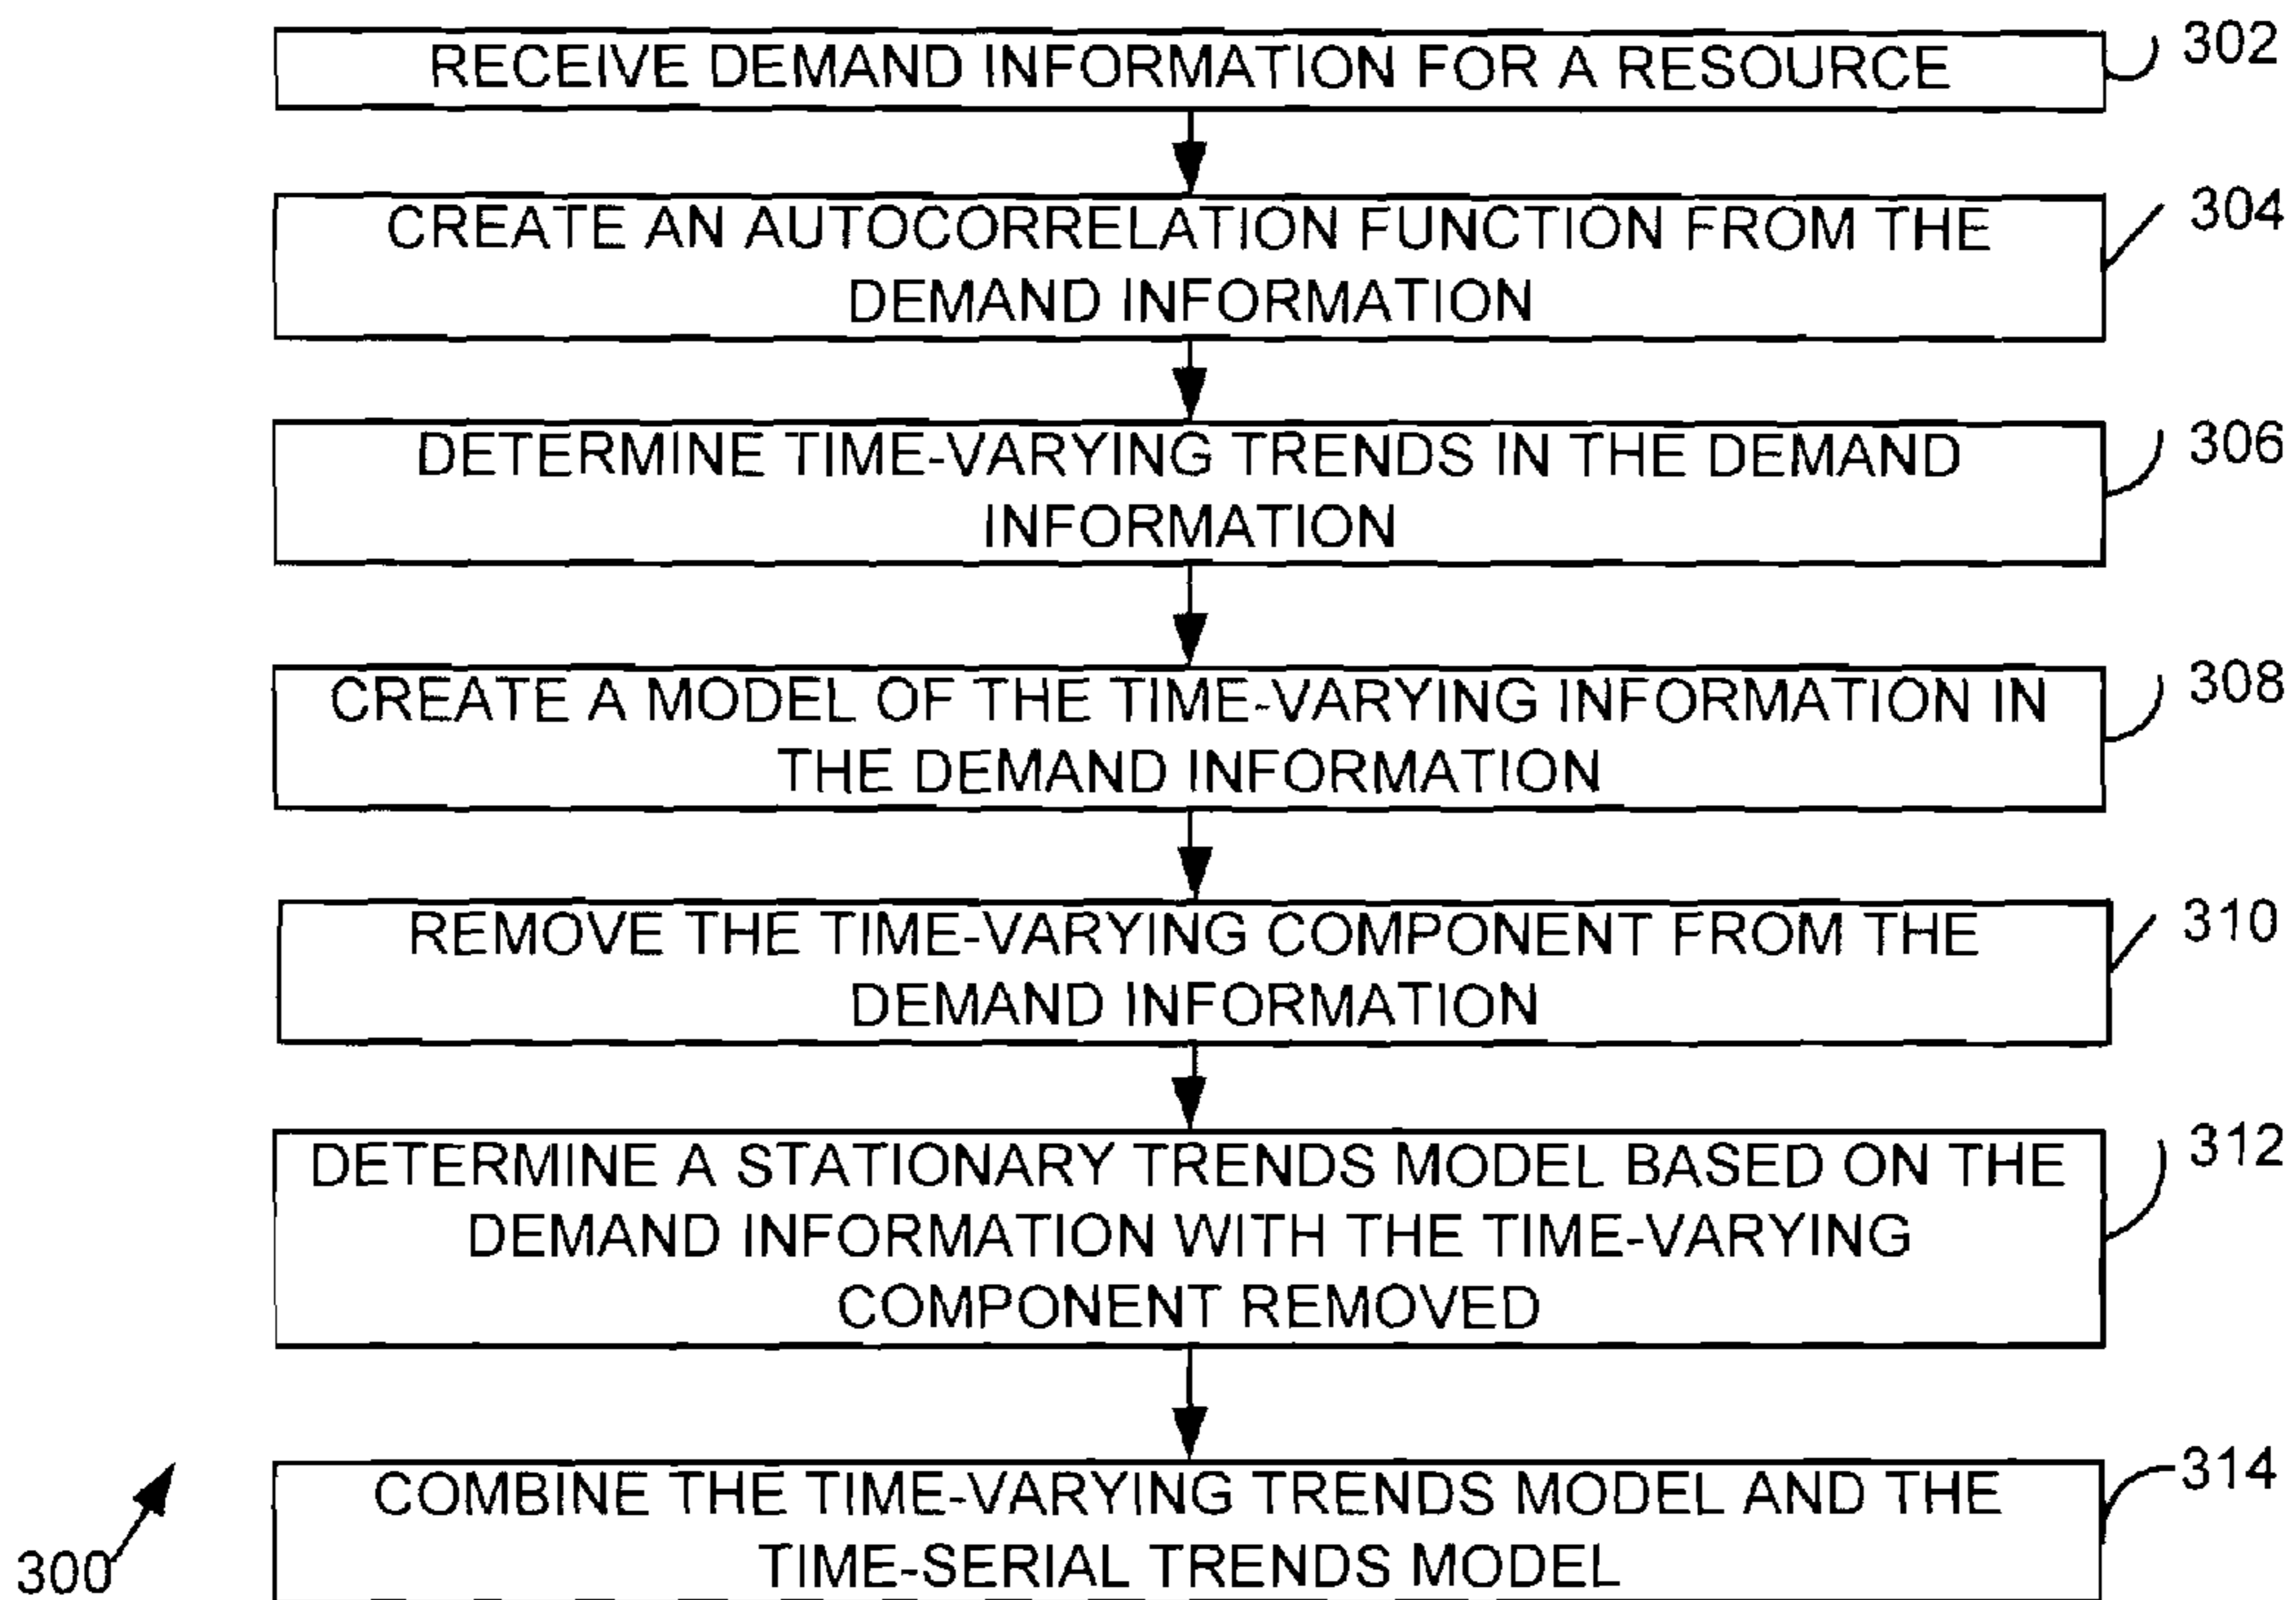 RECEIVE DEMAND INFORMATION FOR A RESOURCE
302
CREATE AN AUTOCORRELATION FUNCTION FROM THE
DEMAND INFORMATION
304
DETERMINE TIME-VARYING TRENDS IN THE DEMAND
INFORMATION
306
CREATE A MODEL OF THE TIME-VARYING INFORMATION IN
THE DEMAND INFORMATION
308
REMOVE THE TIME-VARYING COMPONENT FROM THE
DEMAND INFORMATION
310
DETERMINE A STATIONARY TRENDS MODEL BASED ON THE
DEMAND INFORMATION WITH THE TIME-VARYING
COMPONENT REMOVED
312
COMBINE THE TIME-VARYING TRENDS MODEL AND THE
TIME-SERIAL TRENDS MODEL
314
300